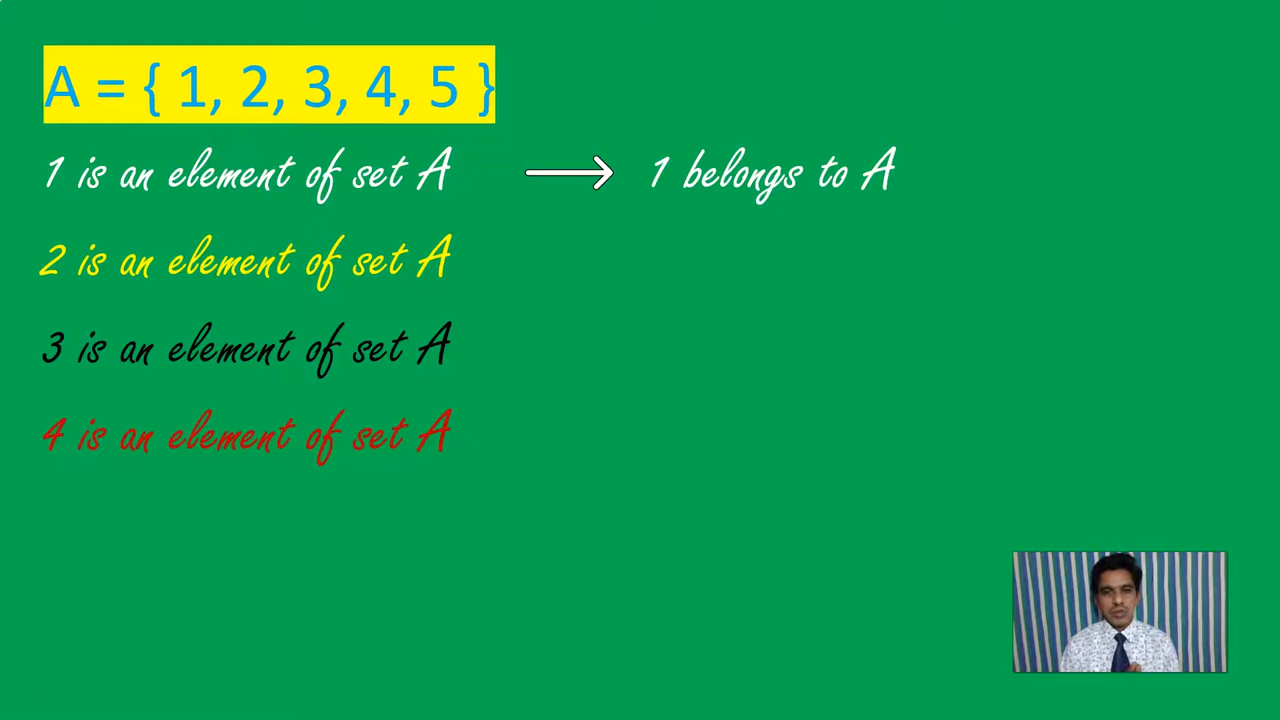 A = { 1, 2, 3, 4, 5 }
1 is an element of set A → 1 belongs to A
2 is an element of set A
3 is an element of set A
4 is an element of set A